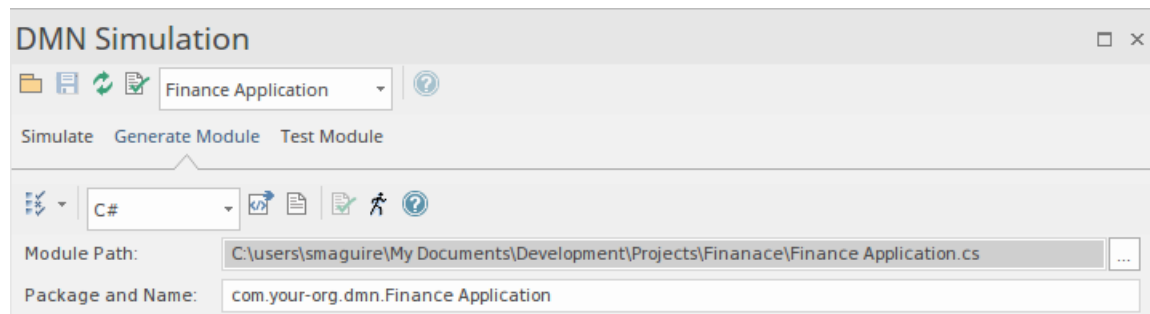 DMN Simulation
Finance Application
Simulate Generate Module Test Module
C#
Module Path: C:\users\smaguire\My Documents\Development\Projects\Finanace\Finance Application.cs ...
Package and Name: com.your-org.dmn.Finance Application